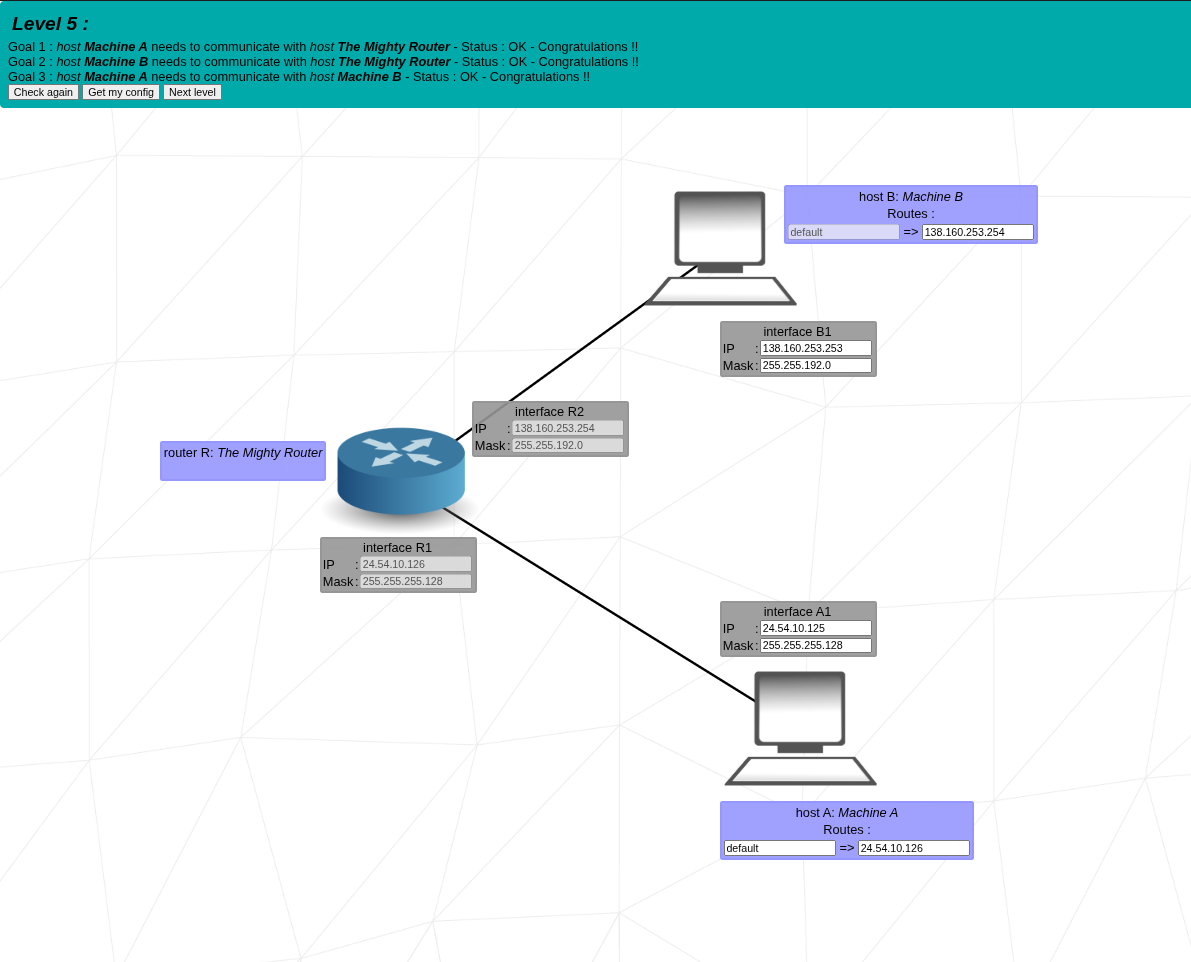 Level 5 :
Goal 1 : host Machine A needs to communicate with host The Mighty Router - Status : OK - Congratulations !!
Goal 2 : host Machine B needs to communicate with host The Mighty Router - Status : OK - Congratulations !!
Goal 3 : host Machine A needs to communicate with host Machine B - Status : OK - Congratulations !!
Check again Get my config Next level
host B: Machine B
Routes :
default => 138.160.253.254
interface B1
IP : 138.160.253.253
Mask : 255.255.192.0
interface R2
IP : 138.160.253.254
Mask : 255.255.192.0
router R: The Mighty Router
interface R1
IP : 24.54.10.126
Mask : 255.255.255.128
interface A1
IP : 24.54.10.125
Mask : 255.255.255.128
host A: Machine A
Routes :
default => 24.54.10.126